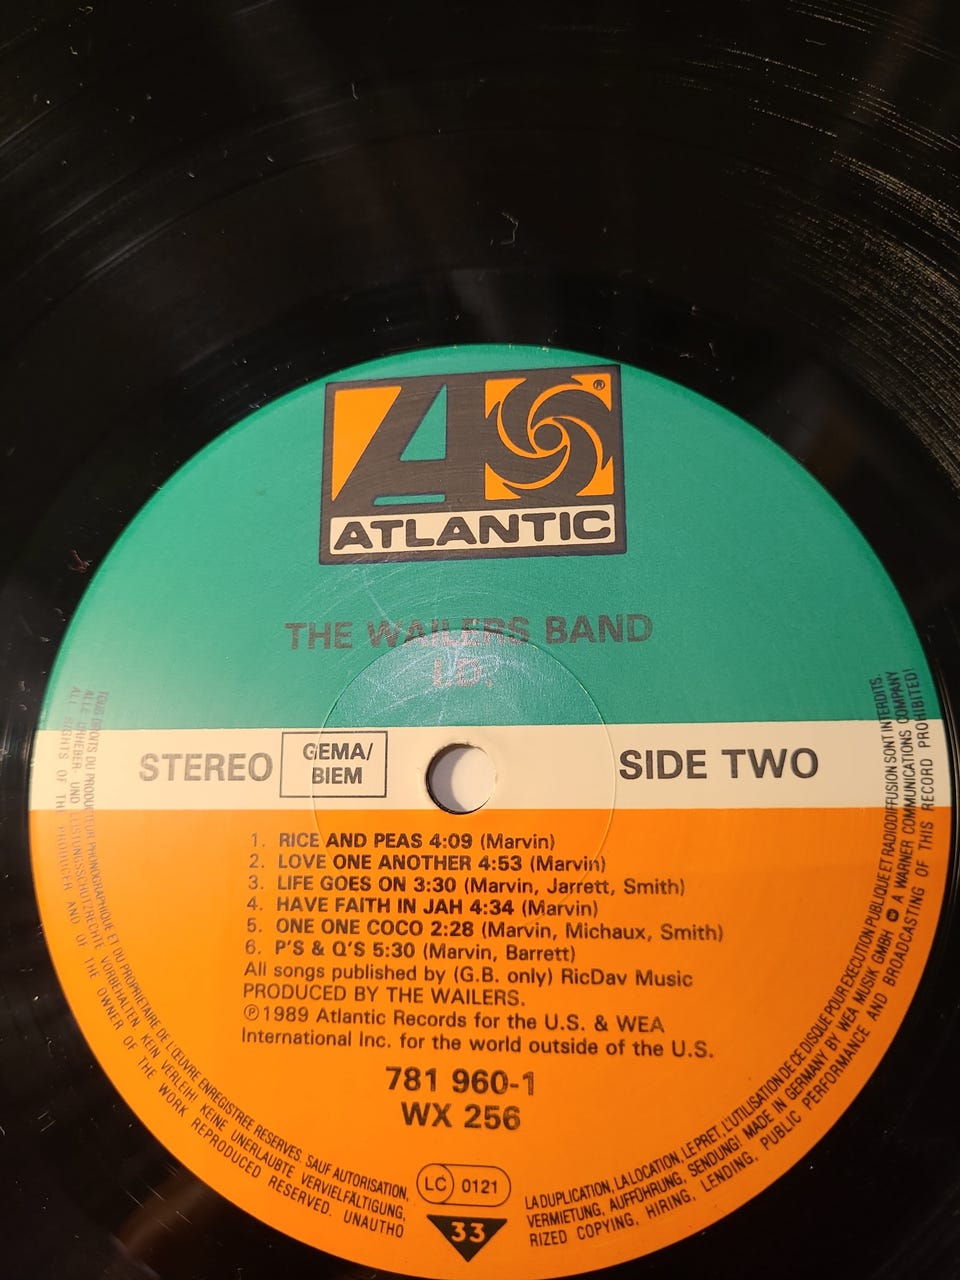 ®
ATLANTIC
THE WAILERS BAND
I.D.
STEREO
GEMA/
BIEM
SIDE TWO
1. RICE AND PEAS 4:09 (Marvin)
2. LOVE ONE ANOTHER 4:53 (Marvin)
3. LIFE GOES ON 3:30 (Marvin, Jarrett, Smith)
4. HAVE FAITH IN JAH 4:34 (Marvin)
5. ONE ONE COCO 2:28 (Marvin, Michaux, Smith)
6. P'S & Q'S 5:30 (Marvin, Barrett)
All songs published by (G.B. only) RicDav Music
PRODUCED BY THE WAILERS.
℗1989 Atlantic Records for the U.S. & WEA
International Inc. for the world outside of the U.S.
781 960-1
WX 256
LC 0121
33
TOUS DROITS DU PRODUCTEUR PHONOGRAPHIQUE ET DU PROPRIETAIRE DE L'ŒUVRE ENREGISTREE RESERVES. SAUF AUTORISATION,
LA DUPLICATION, LA LOCATION, LE PRET, L'UTILISATION DE CE DISQUE POUR EXECUTION PUBLIQUE ET RADIODIFFUSION SONT INTERDITS.
ALLE URHEBER- UND LEISTUNGSSCHUTZRECHTE VORBEHALTEN. KEIN VERLEIH! KEINE UNERLAUBTE VERVIELFÄLTIGUNG,
VERMIETUNG, AUFFÜHRUNG, SENDUNG! MADE IN GERMANY BY WEA MUSIK GMBH A WARNER COMMUNICATIONS COMPANY
ALL RIGHTS OF THE PRODUCER AND OF THE OWNER OF THE WORK REPRODUCED RESERVED. UNAUTHO
RIZED COPYING, HIRING, LENDING, PUBLIC PERFORMANCE AND BROADCASTING OF THIS RECORD PROHIBITED!